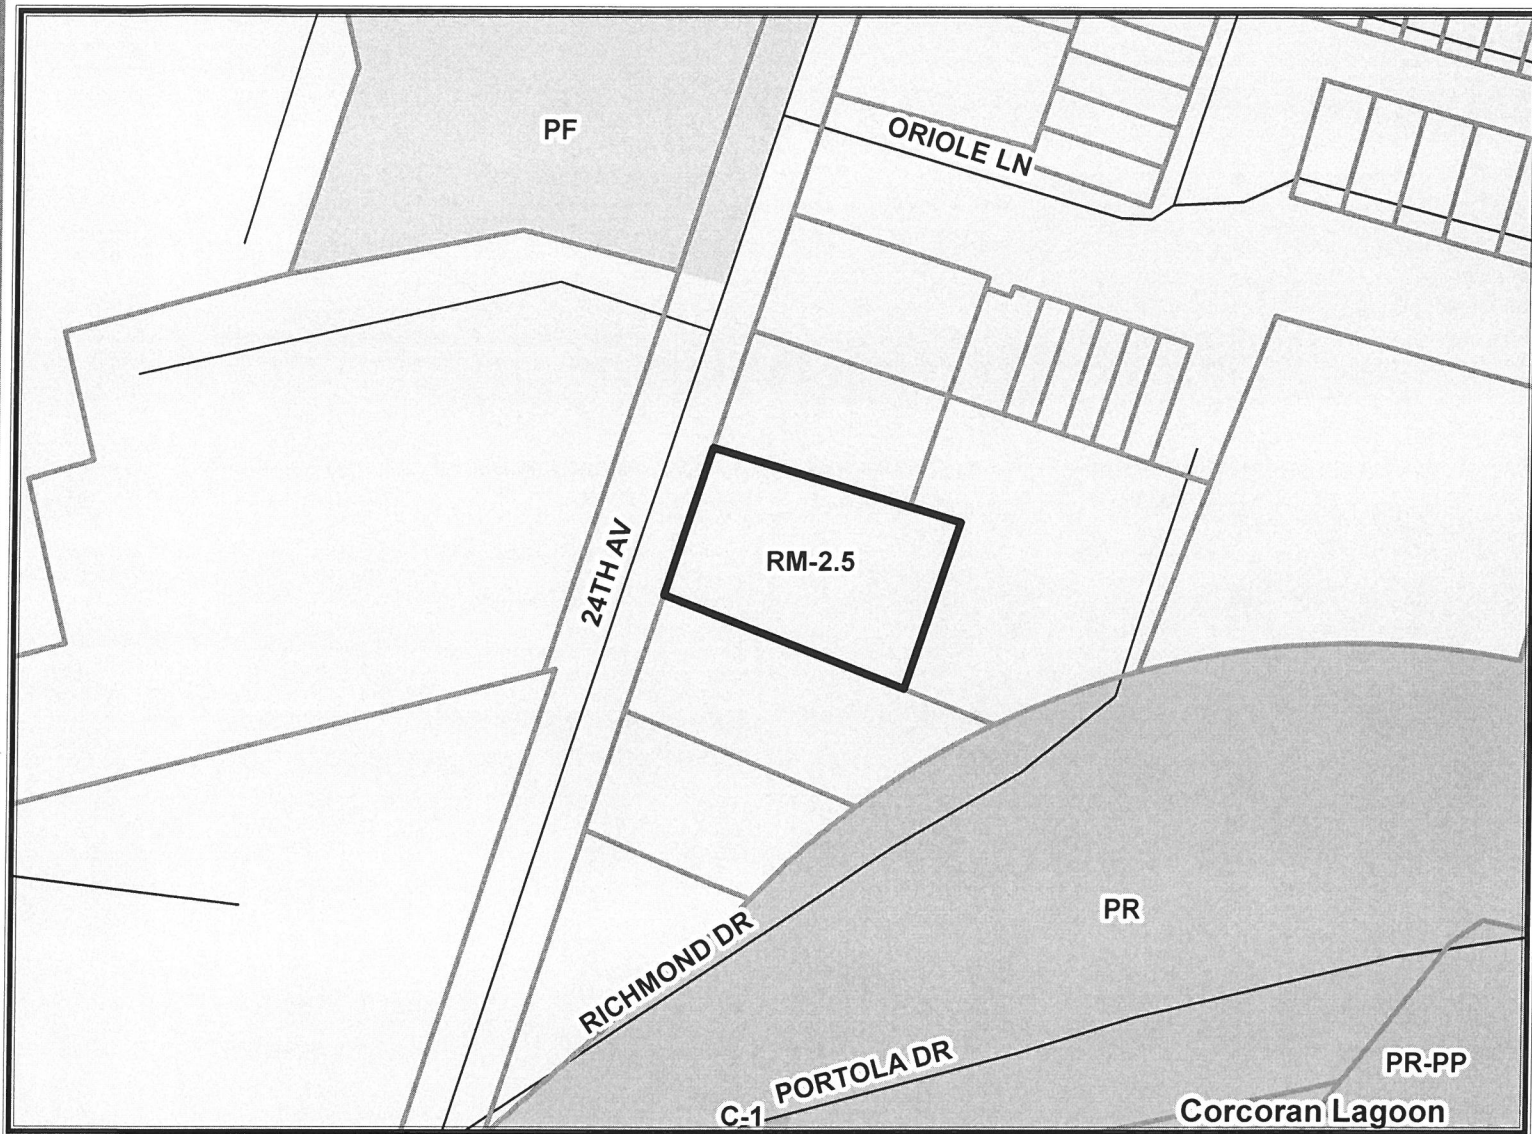 PF
ORIOLE LN
24TH AV
RM-2.5
PR
RICHMOND DR
PORTOLA DR
PR-PP
C-1
Corcoran Lagoon